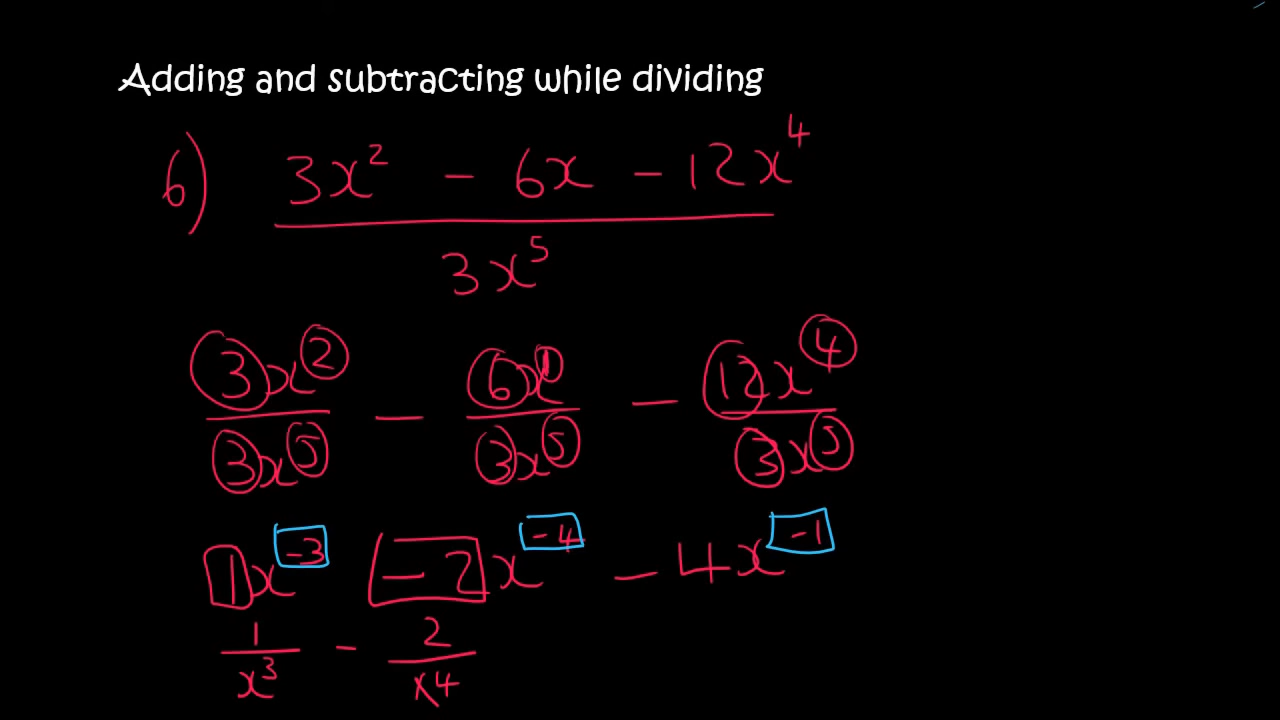 Adding and subtracting while dividing
6) 3x² - 6x - 12x⁴
3x⁵
3x² / 3x⁵ - 6x¹ / 3x⁵ - 12x⁴ / 3x⁵
1x⁻³ - 2x⁻⁴ - 4x⁻¹
1 / x³ - 2 / x⁴